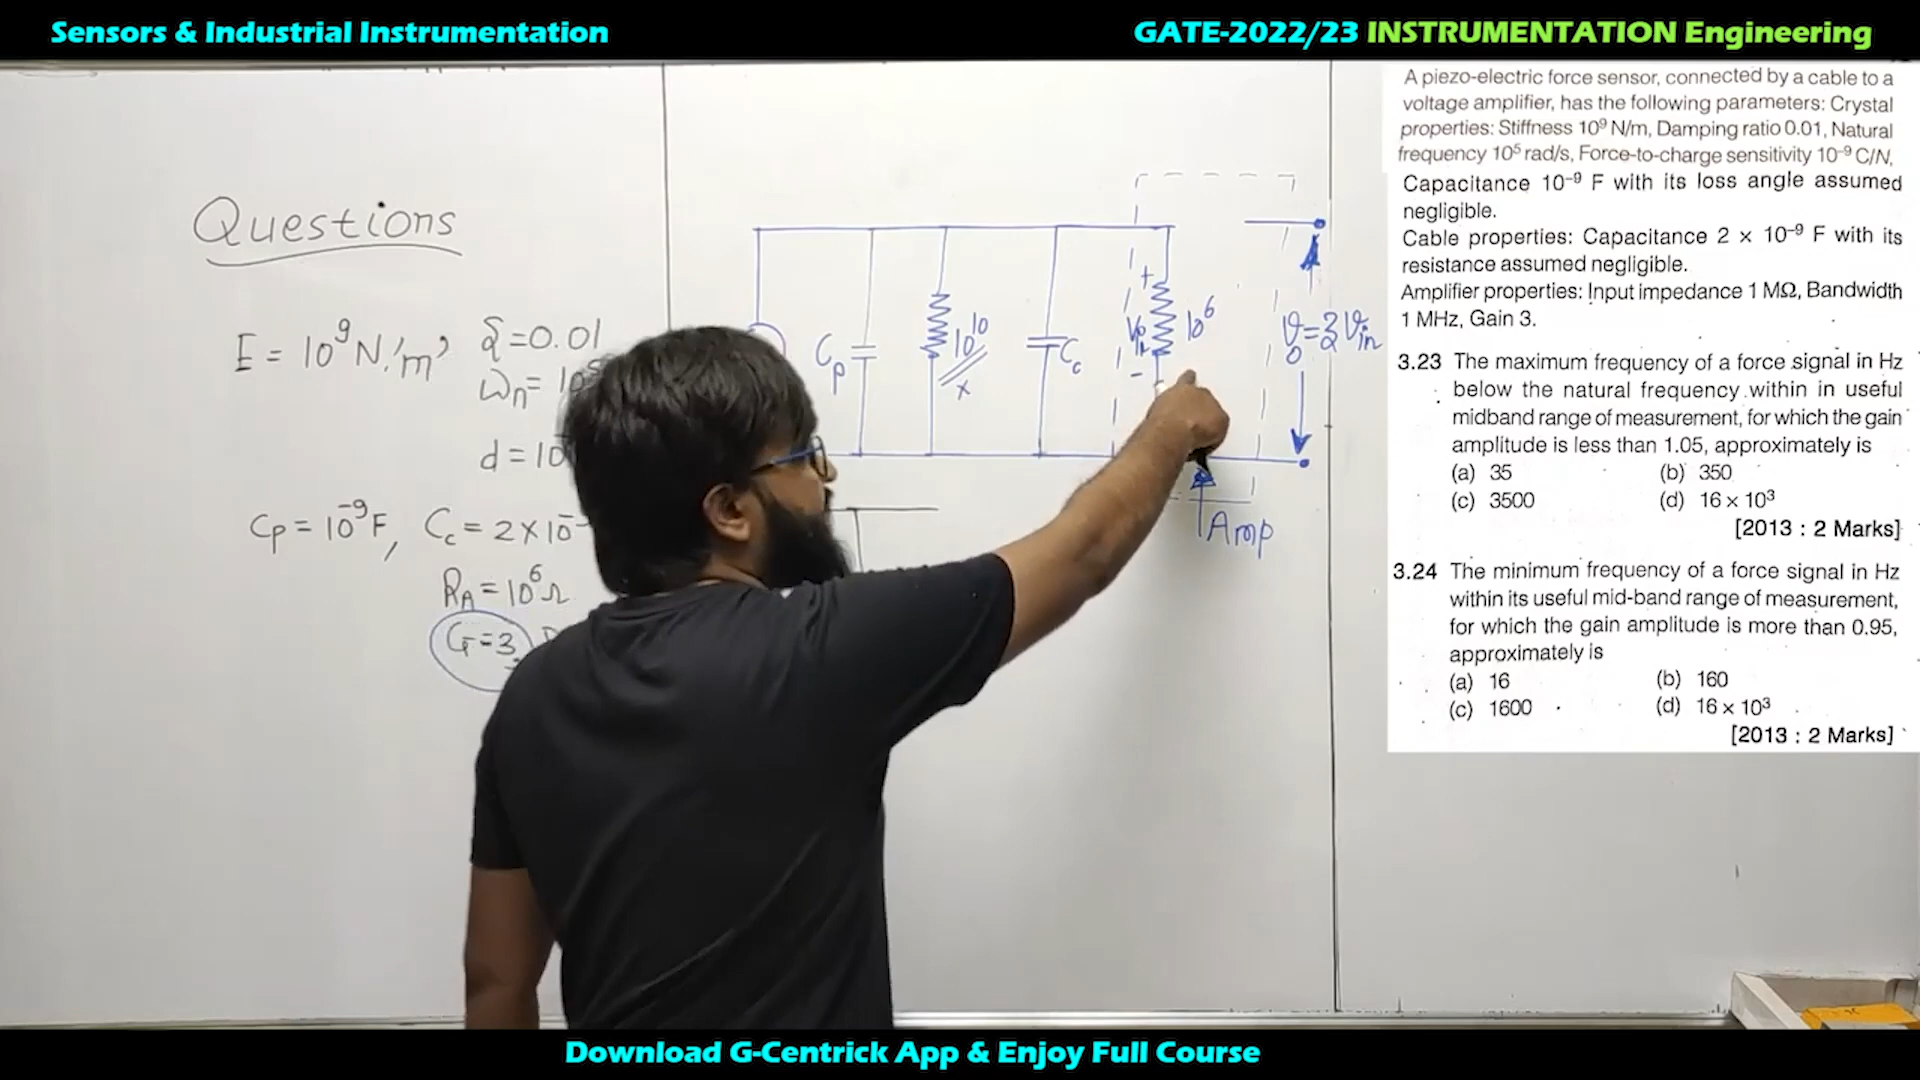 Sensors & Industrial Instrumentation
GATE-2022/23 INSTRUMENTATION Engineering
Questions
E = 10⁹ N/m, ξ = 0.01
ωn = 10
d = 10
Cp = 10⁻⁹ F, Cc = 2 × 10⁻
RA = 10⁶ Ω
G = 3
Cp
10¹⁰
x
Cc
+
Vin
-
10⁶
v₀ = 3 Vin
Amp
A piezo-electric force sensor, connected by a cable to a
voltage amplifier, has the following parameters: Crystal
properties: Stiffness 10⁹ N/m, Damping ratio 0.01, Natural
frequency 10⁵ rad/s, Force-to-charge sensitivity 10⁻⁹ C/N,
Capacitance 10⁻⁹ F with its loss angle assumed
negligible.
Cable properties: Capacitance 2 × 10⁻⁹ F with its
resistance assumed negligible.
Amplifier properties: Input impedance 1 MΩ, Bandwidth
1 MHz, Gain 3.
3.23 The maximum frequency of a force signal in Hz
below the natural frequency within in useful
midband range of measurement, for which the gain
amplitude is less than 1.05, approximately is
(a) 35 (b) 350
(c) 3500 (d) 16 × 10³
[2013 : 2 Marks]
3.24 The minimum frequency of a force signal in Hz
within its useful mid-band range of measurement,
for which the gain amplitude is more than 0.95,
approximately is
(a) 16 (b) 160
(c) 1600 (d) 16 × 10³
[2013 : 2 Marks]
Download G-Centrick App & Enjoy Full Course